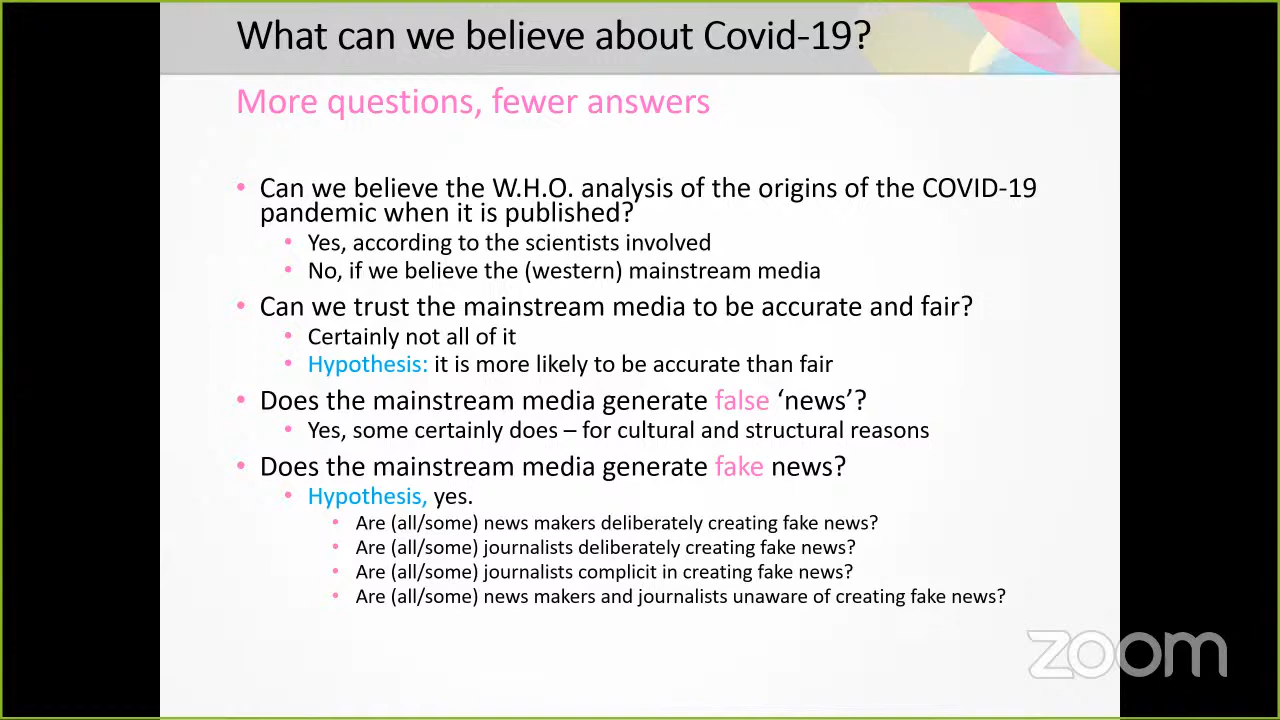 What can we believe about Covid-19?
More questions, fewer answers
• Can we believe the W.H.O. analysis of the origins of the COVID-19
pandemic when it is published?
• Yes, according to the scientists involved
• No, if we believe the (western) mainstream media
• Can we trust the mainstream media to be accurate and fair?
• Certainly not all of it
• Hypothesis: it is more likely to be accurate than fair
• Does the mainstream media generate false ‘news’?
• Yes, some certainly does – for cultural and structural reasons
• Does the mainstream media generate fake news?
• Hypothesis, yes.
• Are (all/some) news makers deliberately creating fake news?
• Are (all/some) journalists deliberately creating fake news?
• Are (all/some) journalists complicit in creating fake news?
• Are (all/some) news makers and journalists unaware of creating fake news?
zoom